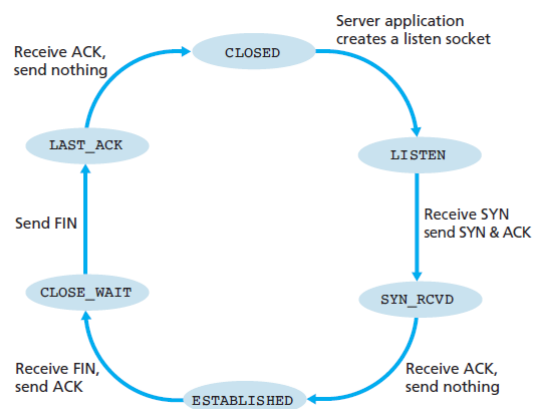 Server application
creates a listen socket
Receive ACK,
send nothing
CLOSED
LAST_ACK
LISTEN
Send FIN
Receive SYN
send SYN & ACK
CLOSE_WAIT
SYN_RCVD
Receive FIN,
send ACK
Receive ACK,
send nothing
ESTABLISHED